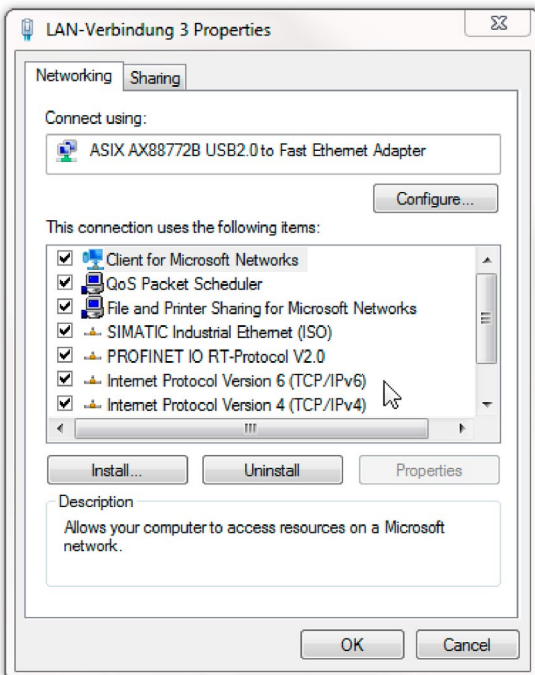 LAN-Verbindung 3 Properties
Networking
Sharing
Connect using:
ASIX AX88772B USB2.0 to Fast Ethernet Adapter
Configure...
This connection uses the following items:
Client for Microsoft Networks
QoS Packet Scheduler
File and Printer Sharing for Microsoft Networks
SIMATIC Industrial Ethernet (ISO)
PROFINET IO RT-Protocol V2.0
Internet Protocol Version 6 (TCP/IPv6)
Internet Protocol Version 4 (TCP/IPv4)
Install...
Uninstall
Properties
Description
Allows your computer to access resources on a Microsoft
network.
OK
Cancel